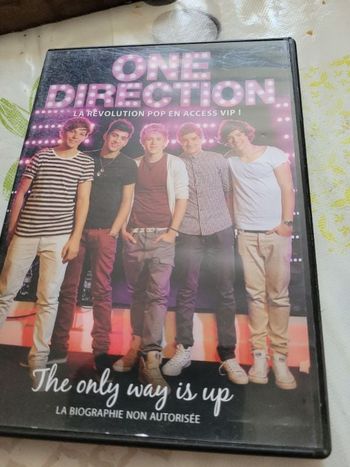 ONE
DIRECTION
LA RÉVOLUTION POP EN ACCESS VIP !
The only way is up
LA BIOGRAPHIE NON AUTORISÉE